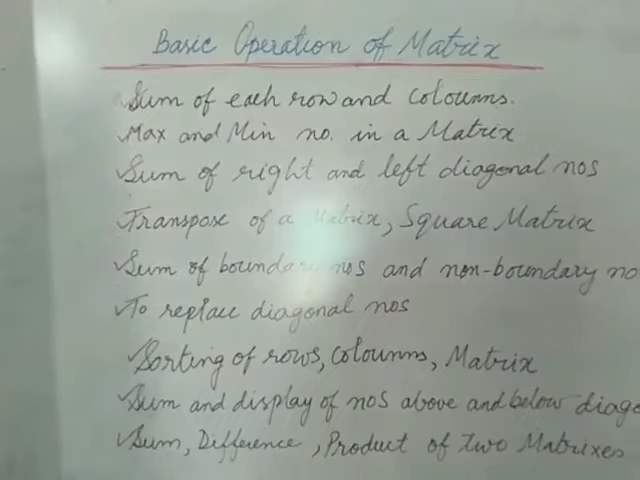 Basic Operation of Matrix
Sum of each row and colounns.
Max and Min no. in a Matrix
Sum of right and left diagonal nos
Transpose of a Matrix, Square Matrix
Sum of boundary nos and non-boundary no
To replace diagonal nos
Sorting of rows, colounns, Matrix
Sum and display of nos above and below diago
Sum, Difference, Product of two Matrixes